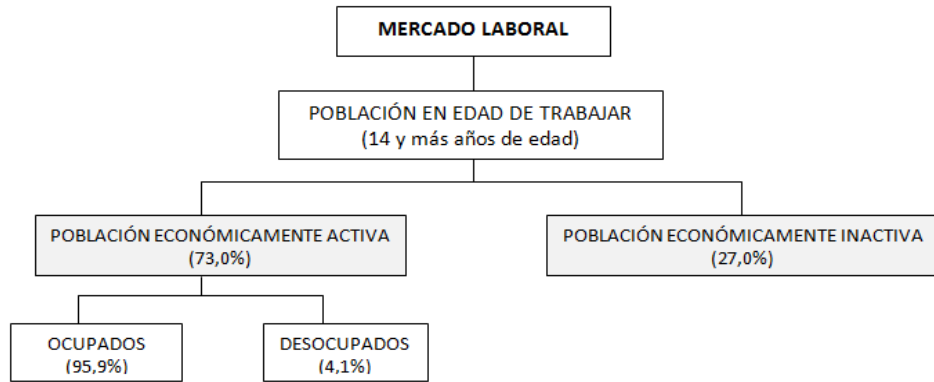 MERCADO LABORAL
POBLACIÓN EN EDAD DE TRABAJAR
(14 y más años de edad)
POBLACIÓN ECONÓMICAMENTE ACTIVA
(73,0%)
POBLACIÓN ECONÓMICAMENTE INACTIVA
(27,0%)
OCUPADOS
(95,9%)
DESOCUPADOS
(4,1%)